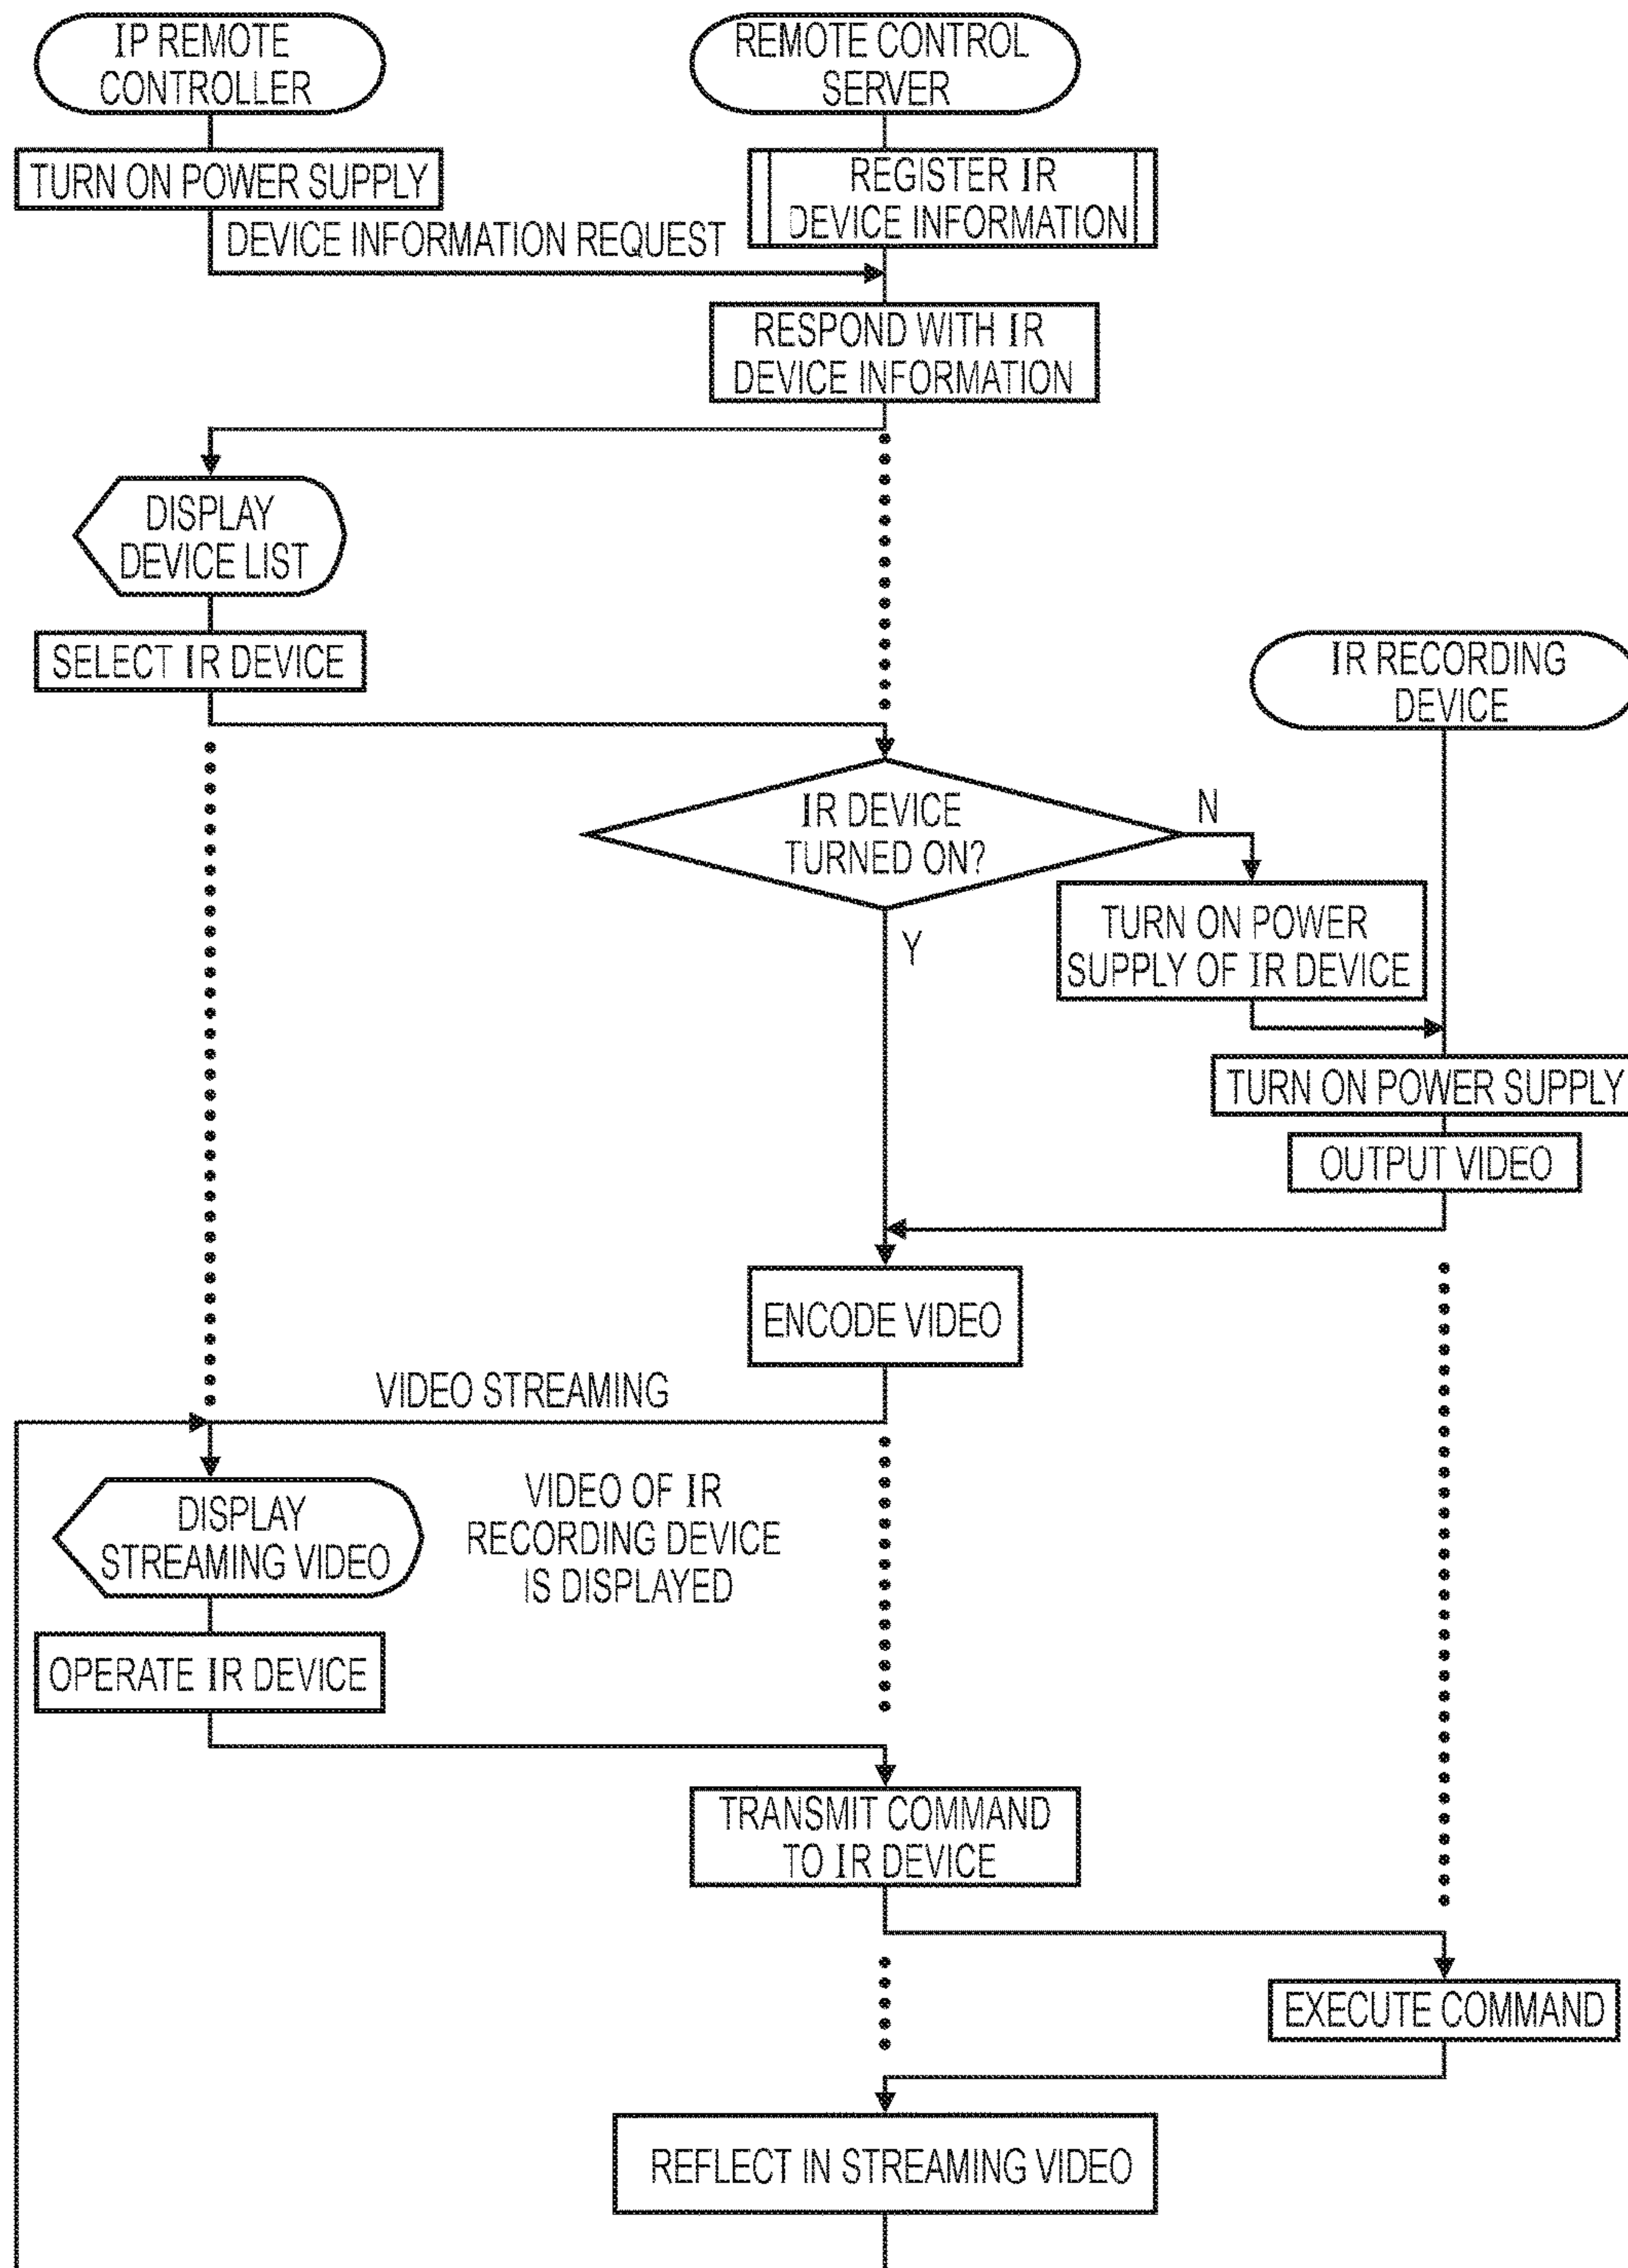 IP REMOTE
CONTROLLER
REMOTE CONTROL
SERVER
TURN ON POWER SUPPLY
REGISTER IR
DEVICE INFORMATION
DEVICE INFORMATION REQUEST
RESPOND WITH IR
DEVICE INFORMATION
DISPLAY
DEVICE LIST
SELECT IR DEVICE
IR RECORDING
DEVICE
IR DEVICE
TURNED ON?
N
Y
TURN ON POWER
SUPPLY OF IR DEVICE
TURN ON POWER SUPPLY
OUTPUT VIDEO
ENCODE VIDEO
VIDEO STREAMING
DISPLAY
STREAMING VIDEO
VIDEO OF IR
RECORDING DEVICE
IS DISPLAYED
OPERATE IR DEVICE
TRANSMIT COMMAND
TO IR DEVICE
EXECUTE COMMAND
REFLECT IN STREAMING VIDEO